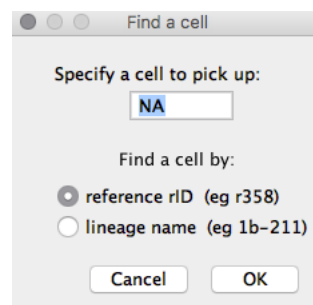 Find a cell
Specify a cell to pick up:
NA
Find a cell by:
reference rID (eg r358)
lineage name (eg 1b-211)
Cancel OK